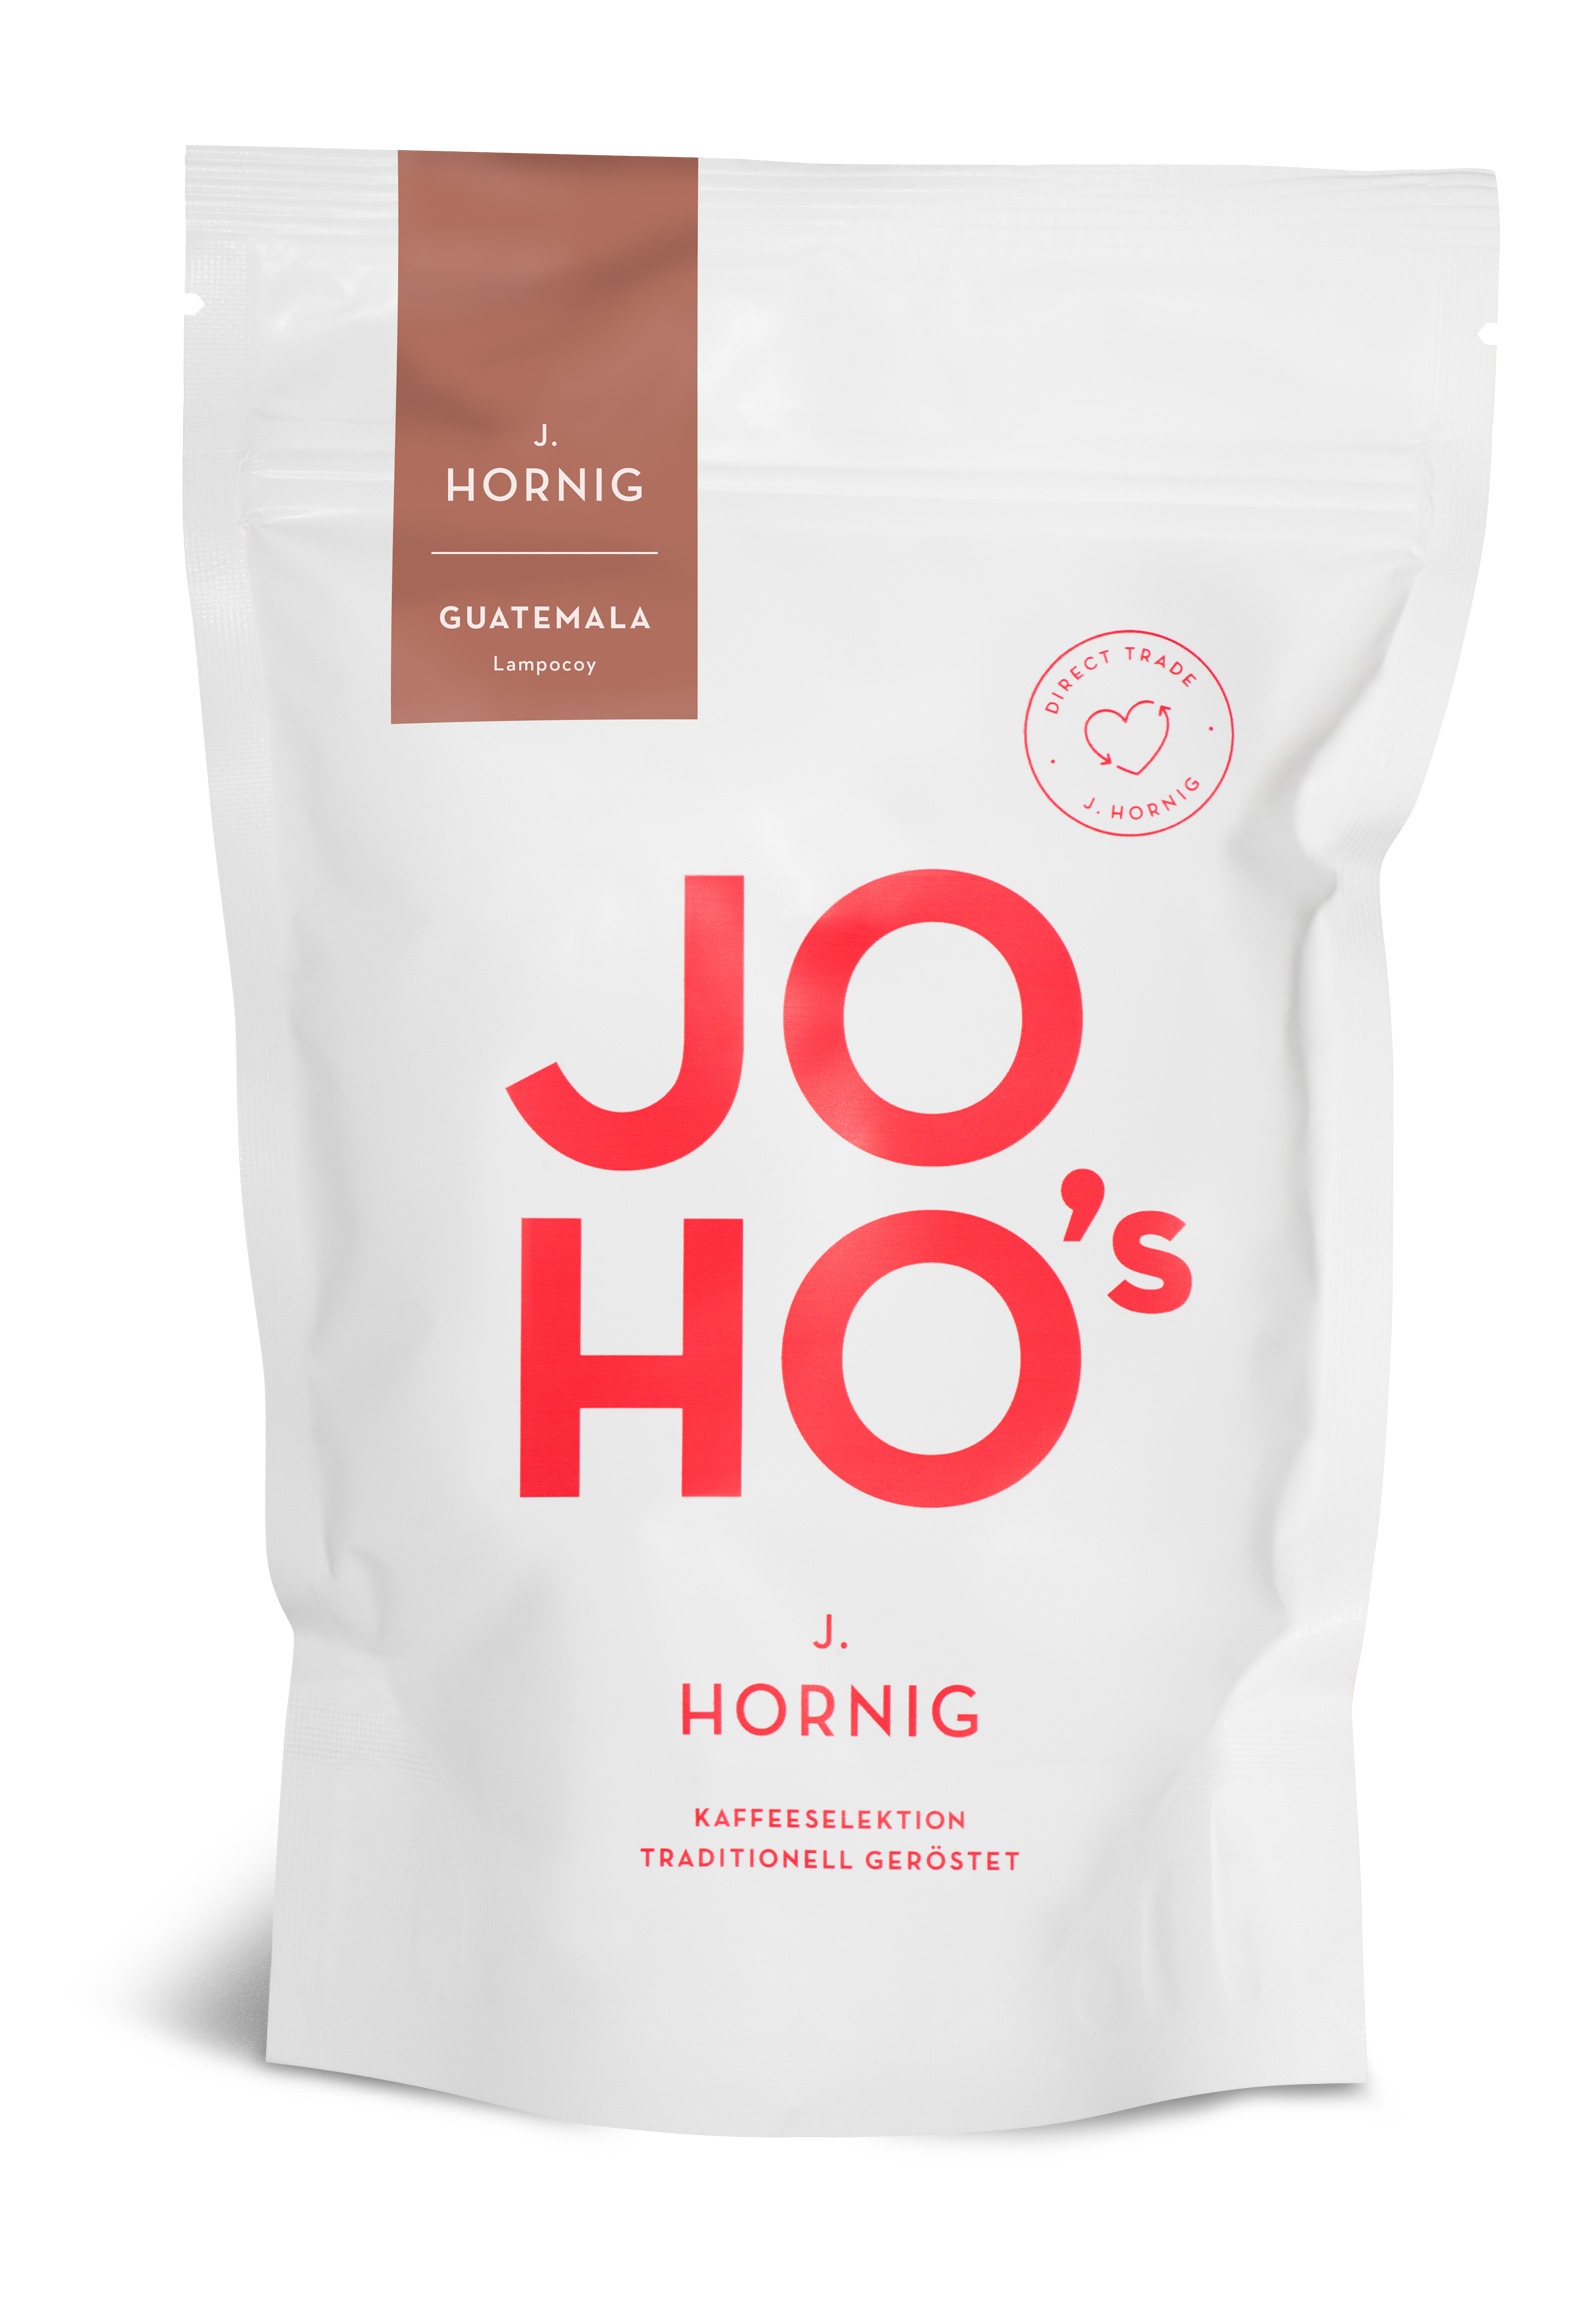 J.
HORNIG
GUATEMALA
Lampocoy
DIRECT TRADE
J. HORNIG
JO
HO's
J.
HORNIG
KAFFEESELEKTION
TRADITIONELL GERÖSTET